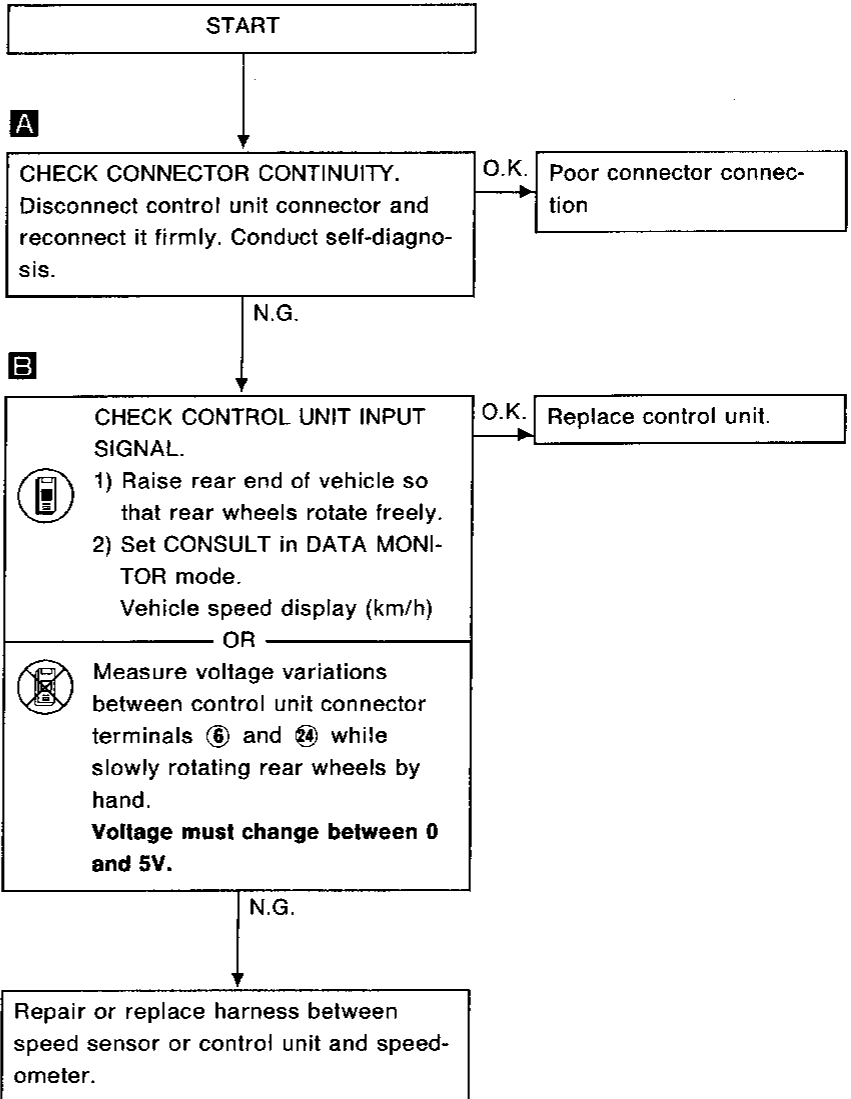 START
A
CHECK CONNECTOR CONTINUITY.
Disconnect control unit connector and
reconnect it firmly. Conduct self-diagno-
sis.
O.K.
Poor connector connec-
tion
N.G.
B
CHECK CONTROL UNIT INPUT
SIGNAL.
1) Raise rear end of vehicle so
that rear wheels rotate freely.
2) Set CONSULT in DATA MONI-
TOR mode.
Vehicle speed display (km/h)
O.K.
Replace control unit.
OR
Measure voltage variations
between control unit connector
terminals ⑥ and ㉔ while
slowly rotating rear wheels by
hand.
Voltage must change between 0
and 5V.
N.G.
Repair or replace harness between
speed sensor or control unit and speed-
ometer.